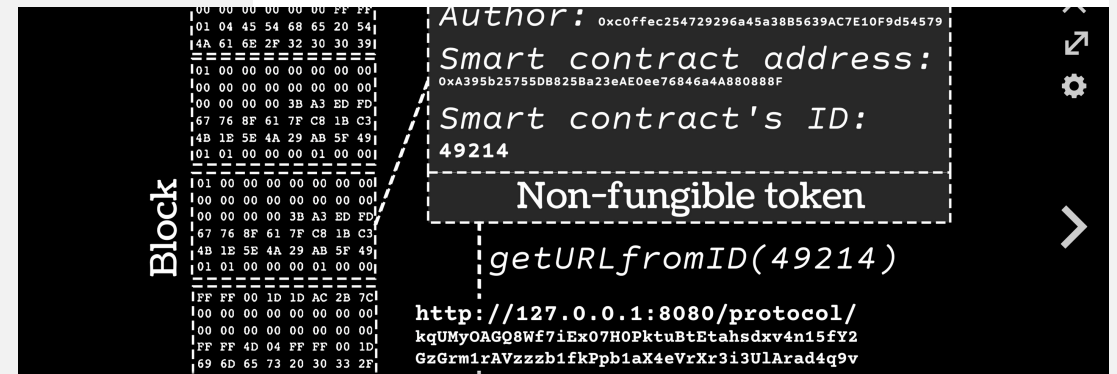 00 00 00 00 00 00 FF FF
01 04 45 54 68 65 20 54
4A 61 6E 2F 32 30 30 39
01 00 00 00 00 00 00 00
00 00 00 00 00 00 00 00
00 00 00 00 3B A3 ED FD
67 76 8F 61 7F C8 1B C3
4B 1E 5E 4A 29 AB 5F 49
01 01 00 00 00 01 00 00
Block
01 00 00 00 00 00 00 00
00 00 00 00 00 00 00 00
00 00 00 00 3B A3 ED FD
67 76 8F 61 7F C8 1B C3
4B 1E 5E 4A 29 AB 5F 49
01 01 00 00 00 01 00 00
FF FF 00 1D 1D AC 2B 7C
00 00 00 00 00 00 00 00
00 00 00 00 00 00 00 00
FF FF 4D 04 FF FF 00 1D
69 6D 65 73 20 30 33 2F
Author: 0xc0ffec254729296a45a38B5639AC7E10F9d54579
Smart contract address:
0xA395b25755DB825Ba23eAE0ee76846a4A880888F
Smart contract's ID:
49214
Non-fungible token
getURLfromID(49214)
http://127.0.0.1:8080/protocol/
kqUMyOAGQ8Wf7iEx07H0PktuBtEtahsdxv4n15fY2
GzGrm1rAVzzzb1fkPpb1aX4eVrXr3i3UlArad4q9v